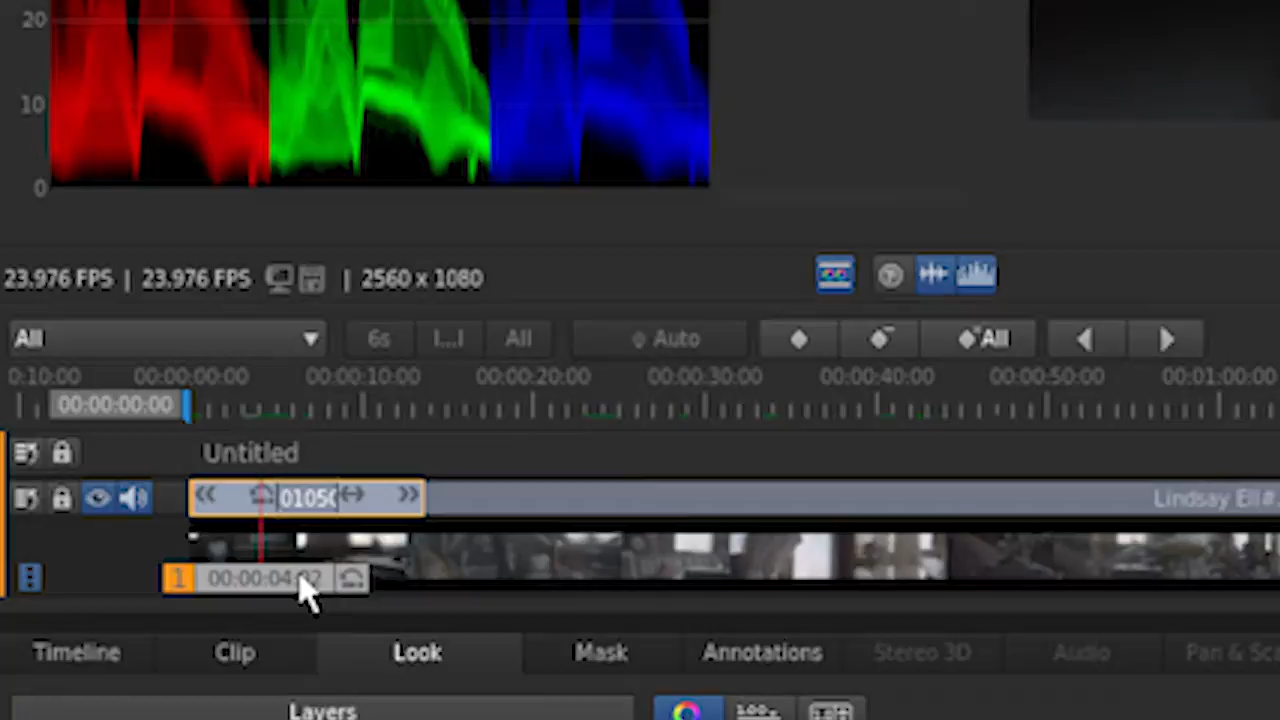 20
10
0
23.976 FPS | 23.976 FPS | 2560 x 1080
All 6s I...I All Auto All
0:10:00 00:00:00:00 00:00:10:00 00:00:20:00 00:00:30:00 00:00:40:00 00:00:50:00 00:01:00:00
00:00:00:00
Untitled
0105 Lindsay Ell#
1 00:00:04
Timeline Clip Look Mask Annotations Stereo 3D Audio Pan & Sc
Layers